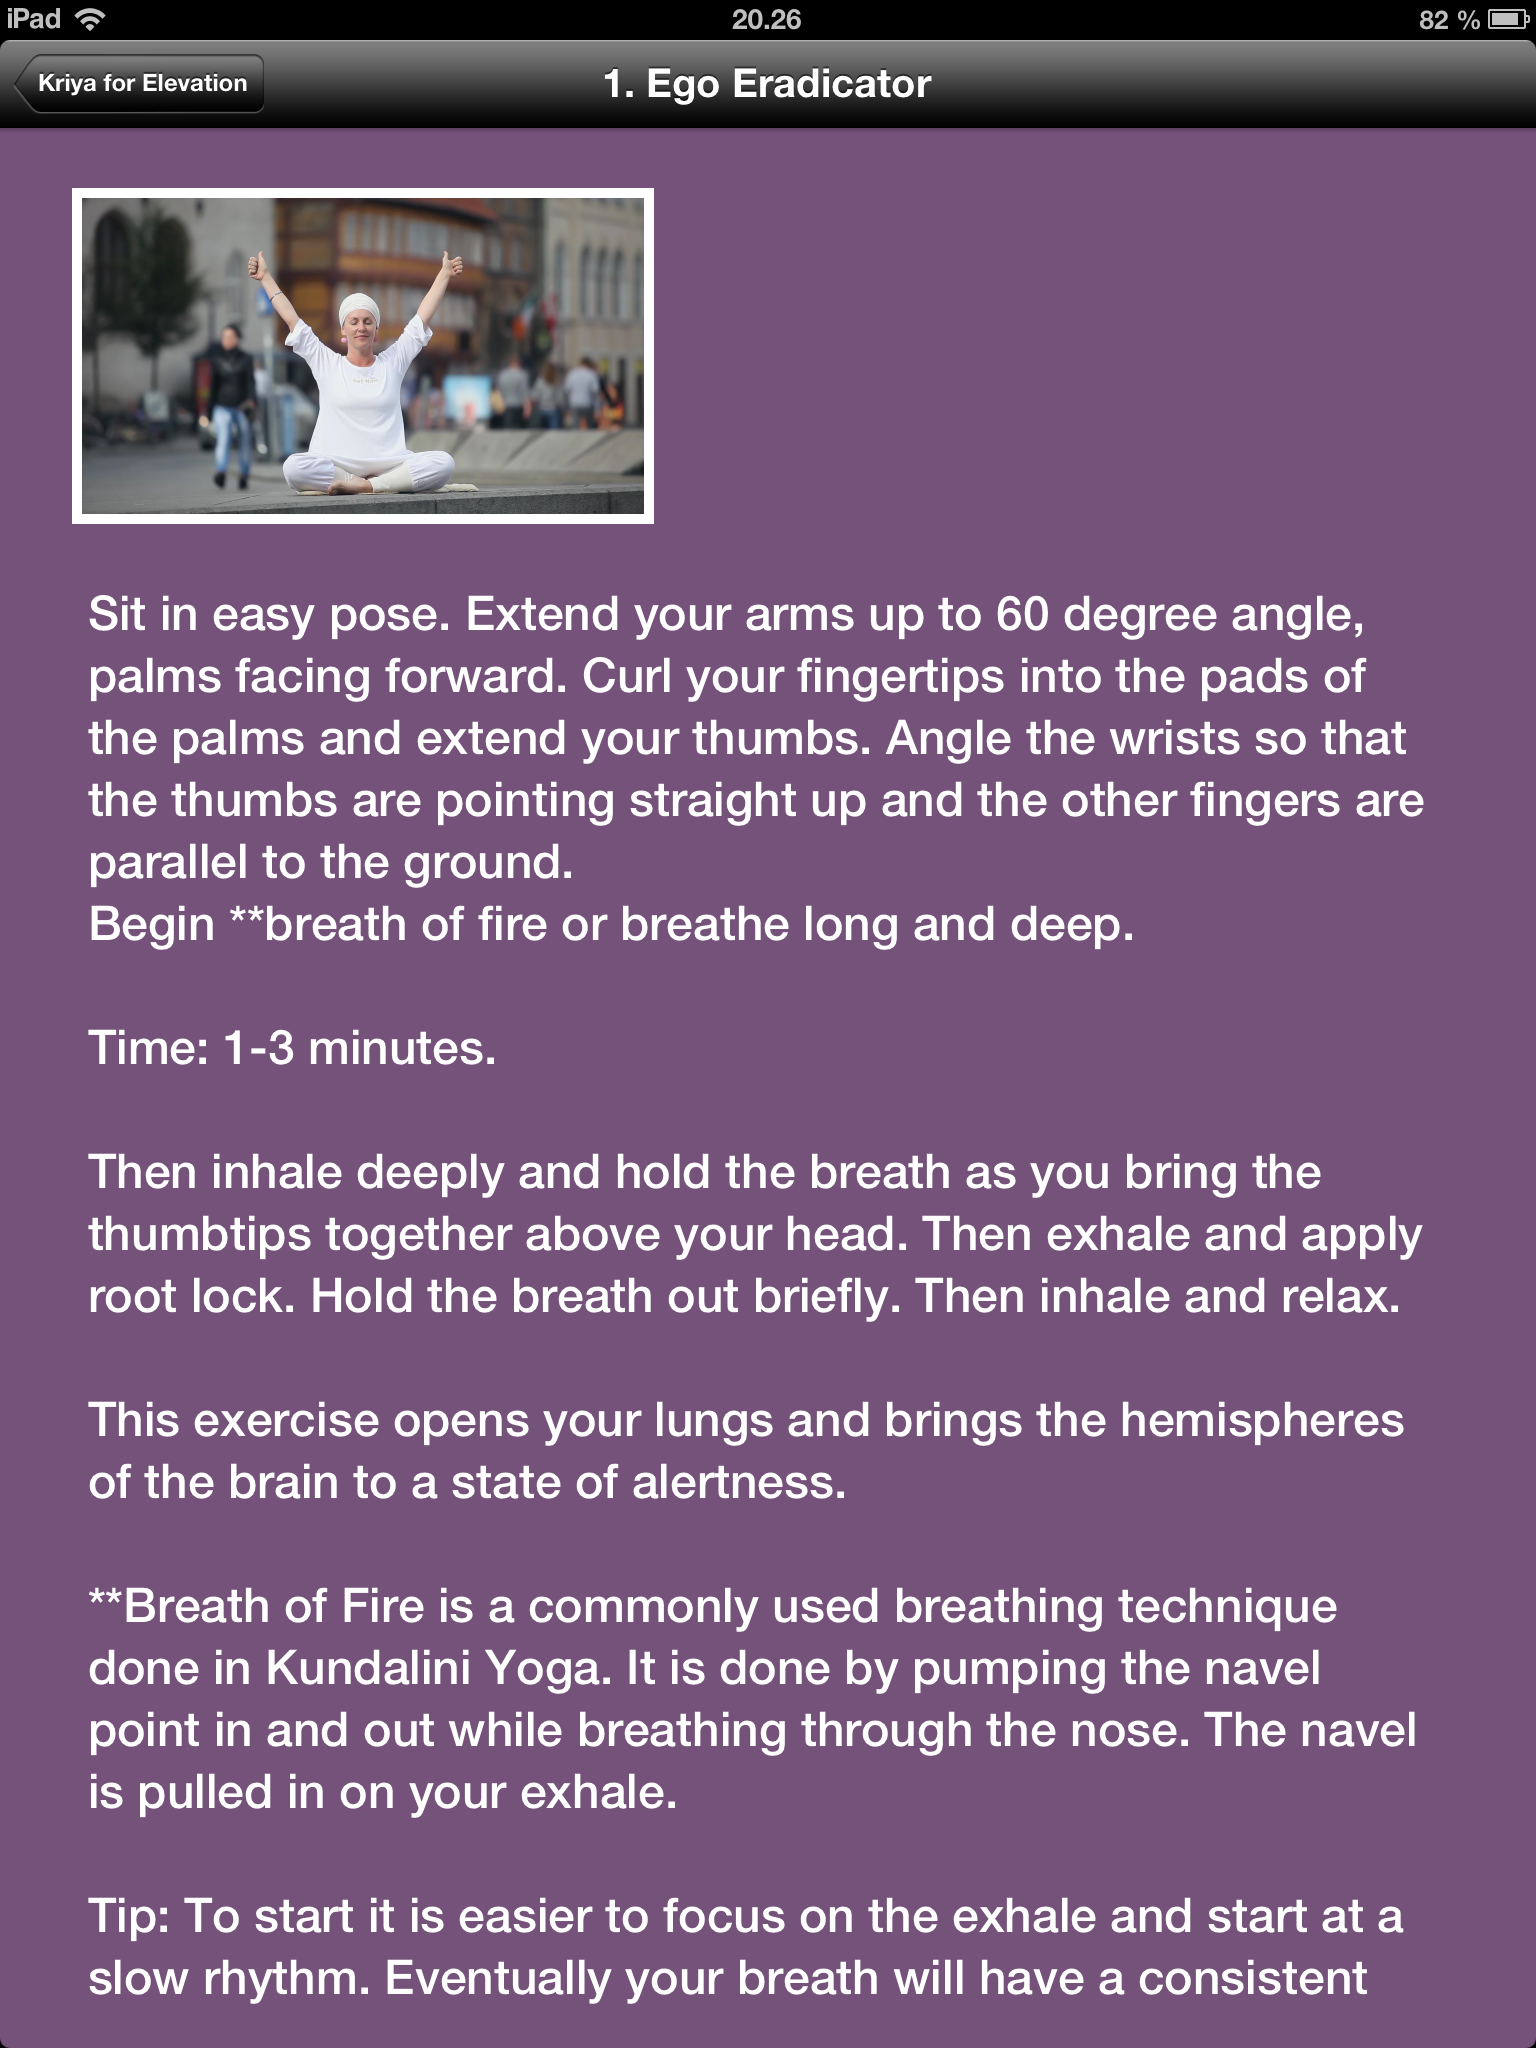 iPad
20.26
82 %
Kriya for Elevation
1. Ego Eradicator
Sit in easy pose. Extend your arms up to 60 degree angle,
palms facing forward. Curl your fingertips into the pads of
the palms and extend your thumbs. Angle the wrists so that
the thumbs are pointing straight up and the other fingers are
parallel to the ground.
Begin **breath of fire or breathe long and deep.
Time: 1-3 minutes.
Then inhale deeply and hold the breath as you bring the
thumbtips together above your head. Then exhale and apply
root lock. Hold the breath out briefly. Then inhale and relax.
This exercise opens your lungs and brings the hemispheres
of the brain to a state of alertness.
**Breath of Fire is a commonly used breathing technique
done in Kundalini Yoga. It is done by pumping the navel
point in and out while breathing through the nose. The navel
is pulled in on your exhale.
Tip: To start it is easier to focus on the exhale and start at a
slow rhythm. Eventually your breath will have a consistent